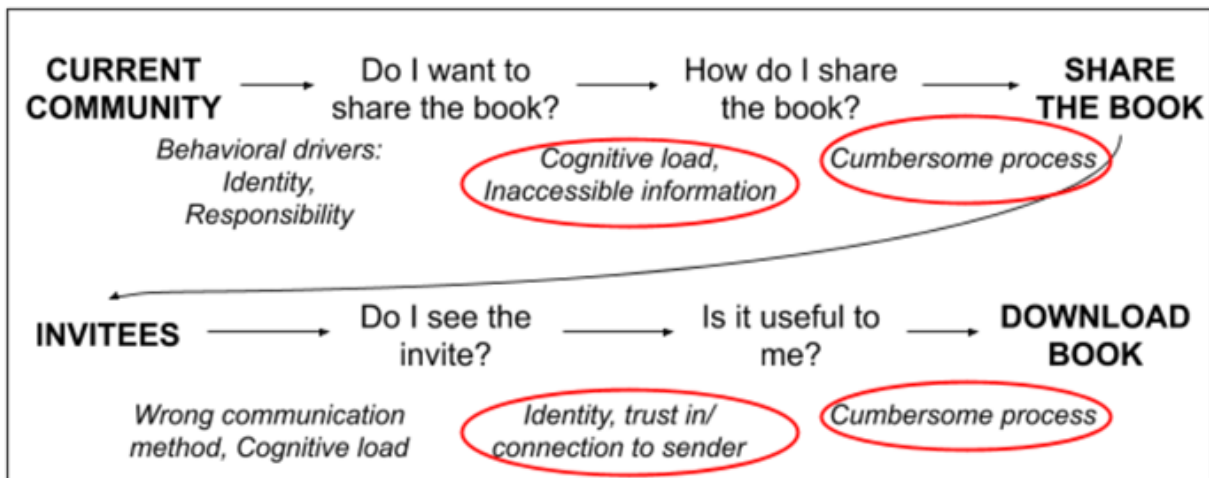 CURRENT
COMMUNITY
Do I want to
share the book?
How do I share
the book?
SHARE
THE BOOK
Behavioral drivers:
Identity,
Responsibility
Cognitive load,
Inaccessible information
Cumbersome process
INVITEES
Do I see the
invite?
Is it useful to
me?
DOWNLOAD
BOOK
Wrong communication
method, Cognitive load
Identity, trust in/
connection to sender
Cumbersome process